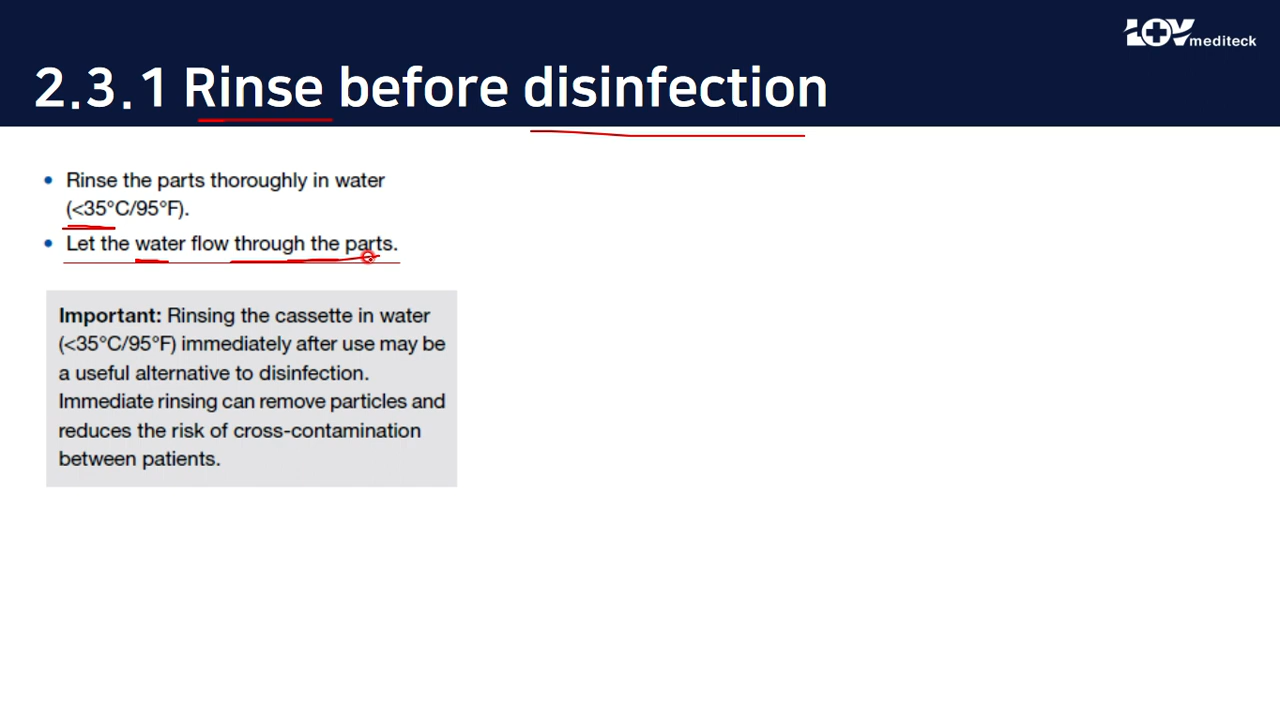 LOV mediteck
2.3.1 Rinse before disinfection
• Rinse the parts thoroughly in water
(<35°C/95°F).
• Let the water flow through the parts.
Important: Rinsing the cassette in water
(<35°C/95°F) immediately after use may be
a useful alternative to disinfection.
Immediate rinsing can remove particles and
reduces the risk of cross-contamination
between patients.